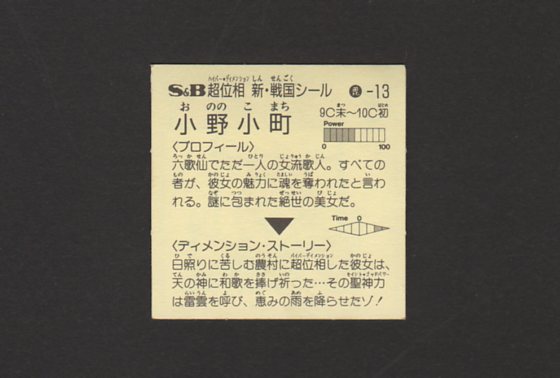 S&B 超位相 新・戦国シール -13
小野小町 9C末〜10C初
おののこまち
Power
0 100
〈プロフィール〉
六歌仙でただ一人の女流歌人。すべての
者が、彼女の魅力に魂を奪われたと言わ
れる。謎に包まれた絶世の美女だ。
Time 0
〈ディメンション・ストーリー〉
日照りに苦しむ農村に超位相した彼女は、
天の神に和歌を捧げ祈った…その聖神力
は雷雲を呼び、恵みの雨を降らせたゾ!